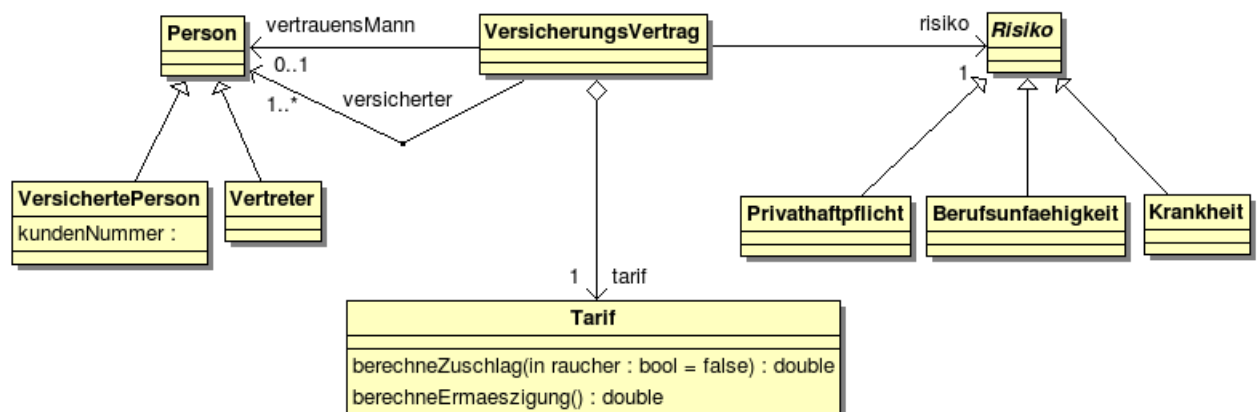 Person
vertrauensMann
VersicherungsVertrag
risiko
Risiko
0..1
1
1..*
versicherter
VersichertePerson
kundenNummer :
Vertreter
Privathaftpflicht
Berufsunfaehigkeit
Krankheit
1
tarif
Tarif
berechneZuschlag(in raucher : bool = false) : double
berechneErmaeszigung() : double